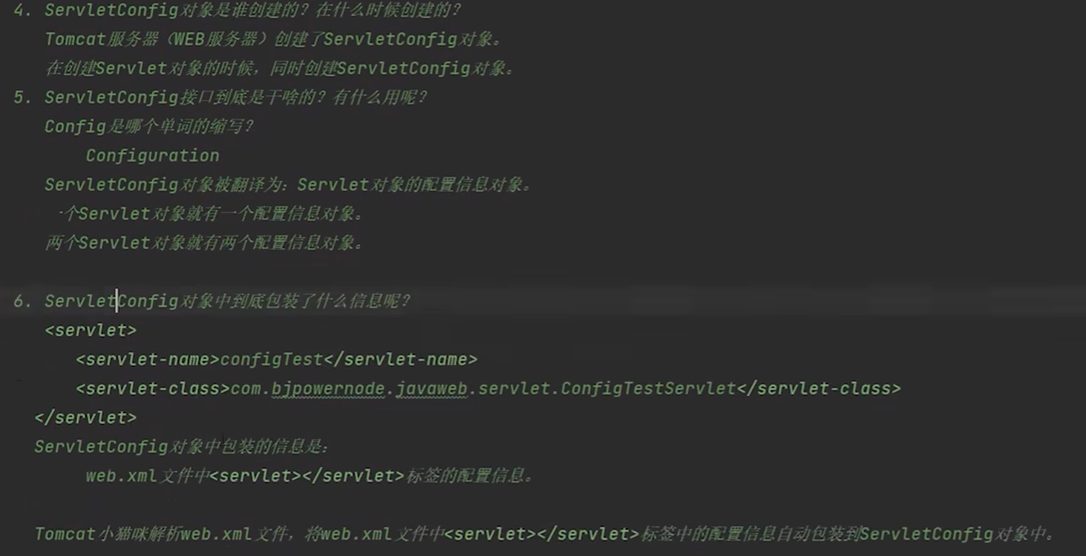 4. ServletConfig对象是谁创建的？在什么时候创建的？
Tomcat服务器（WEB服务器）创建了ServletConfig对象。
在创建Servlet对象的时候，同时创建ServletConfig对象。
5. ServletConfig接口到底是干啥的？有什么用呢？
Config是哪个单词的缩写？
Configuration
ServletConfig对象被翻译为：Servlet对象的配置信息对象。
一个Servlet对象就有一个配置信息对象。
两个Servlet对象就有两个配置信息对象。
6. ServletConfig对象中到底包装了什么信息呢？
<servlet>
<servlet-name>configTest</servlet-name>
<servlet-class>com.bjpowernode.javaweb.servlet.ConfigTestServlet</servlet-class>
</servlet>
ServletConfig对象中包装的信息是：
web.xml文件中<servlet></servlet>标签的配置信息。
Tomcat小猫咪解析web.xml文件，将web.xml文件中<servlet></servlet>标签中的配置信息自动包装到ServletConfig对象中。